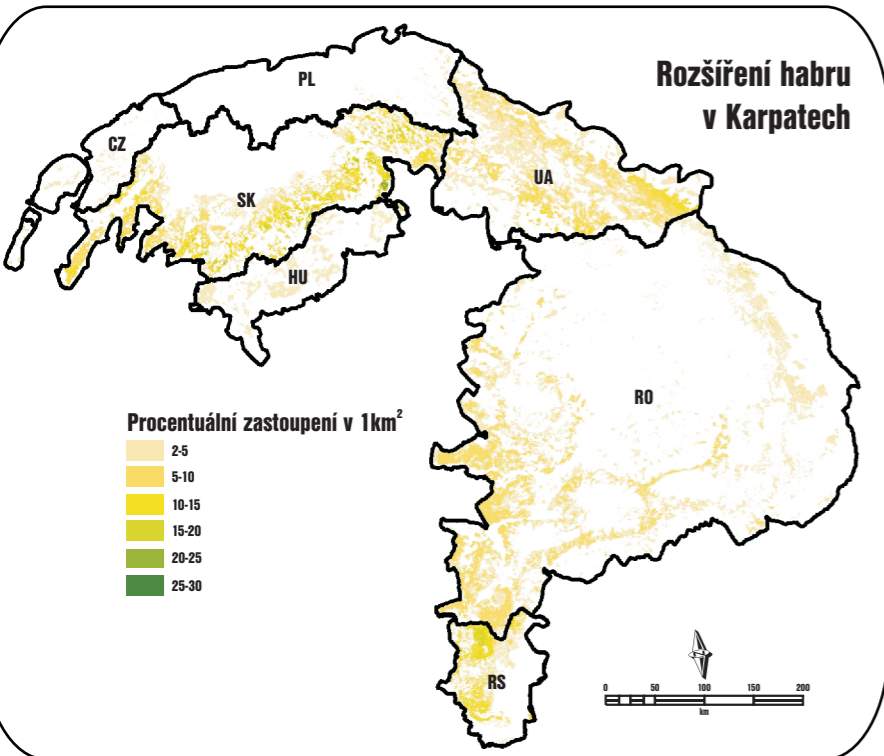 Rozšíření habru
v Karpatech
PL
CZ
SK
UA
HU
RO
RS
Procentuální zastoupení v 1km²
2-5
5-10
10-15
15-20
20-25
25-30
0 50 100 150 200
km